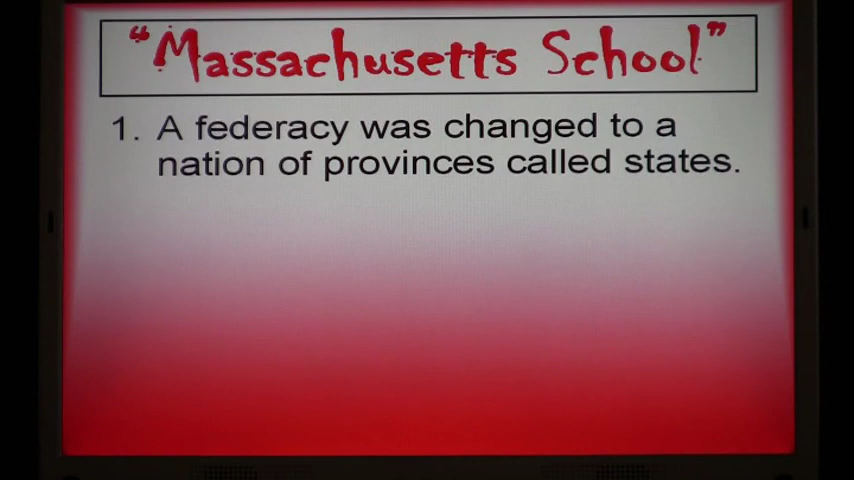 “Massachusetts School”
1. A federacy was changed to a
nation of provinces called states.